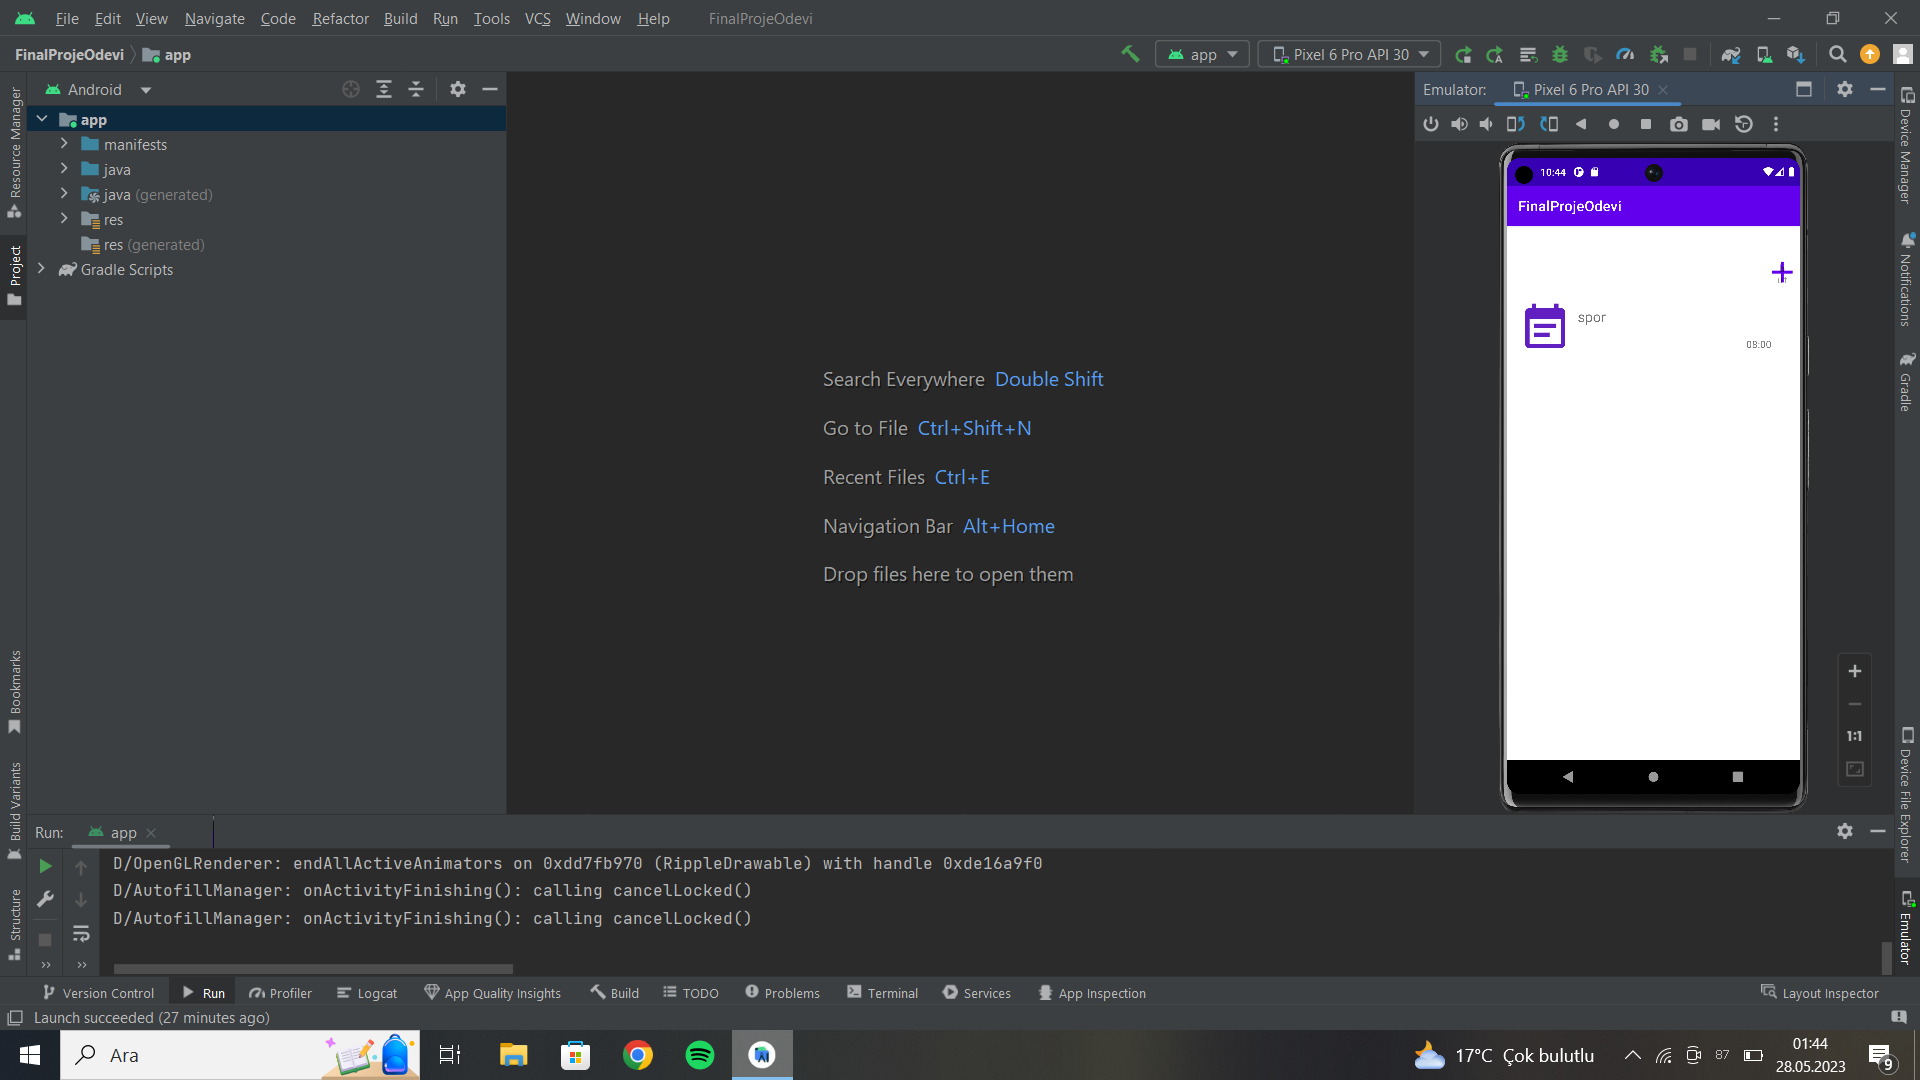 File Edit View Navigate Code Refactor Build Run Tools VCS Window Help FinalProjeOdevi
FinalProjeOdevi app
app Pixel 6 Pro API 30
Android
app
manifests
java
java (generated)
res
res (generated)
Gradle Scripts
Resource Manager
Project
Bookmarks
Build Variants
Structure
Search Everywhere Double Shift
Go to File Ctrl+Shift+N
Recent Files Ctrl+E
Navigation Bar Alt+Home
Drop files here to open them
Emulator: Pixel 6 Pro API 30
10:44
FinalProjeOdevi
spor
08:00
1:1
Device Manager
Notifications
Gradle
Device File Explorer
Emulator
Run: app
D/OpenGLRenderer: endAllActiveAnimators on 0xdd7fb970 (RippleDrawable) with handle 0xde16a9f0
D/AutofillManager: onActivityFinishing(): calling cancelLocked()
D/AutofillManager: onActivityFinishing(): calling cancelLocked()
Version Control Run Profiler Logcat App Quality Insights Build TODO Problems Terminal Services App Inspection Layout Inspector
Launch succeeded (27 minutes ago)
Ara
17°C Çok bulutlu
87
01:44
28.05.2023
9